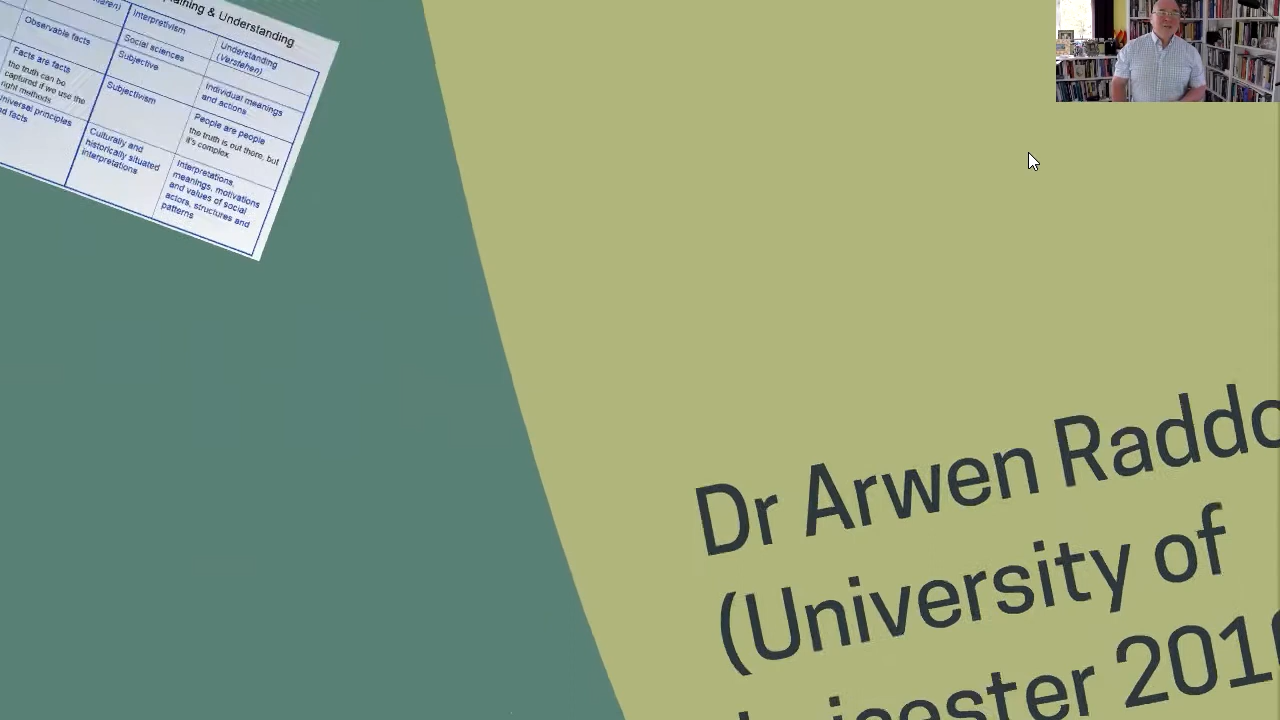 Explaining & Understanding
Observable facts
Facts are facts
the truth can be
captured if we use the
right methods
universal principles
and facts
Interpretivism
Social sciences
Subjective
Subjectivism
Culturally and
historically situated
interpretations
Understanding
(Verstehen)
Individual meanings
and actions
People are people
the truth is out there, but
it's complex
Interpretations,
meanings, motivations
and values of social
actors, structures and
patterns
Dr Arwen Raddo
(University of
Leicester 2010